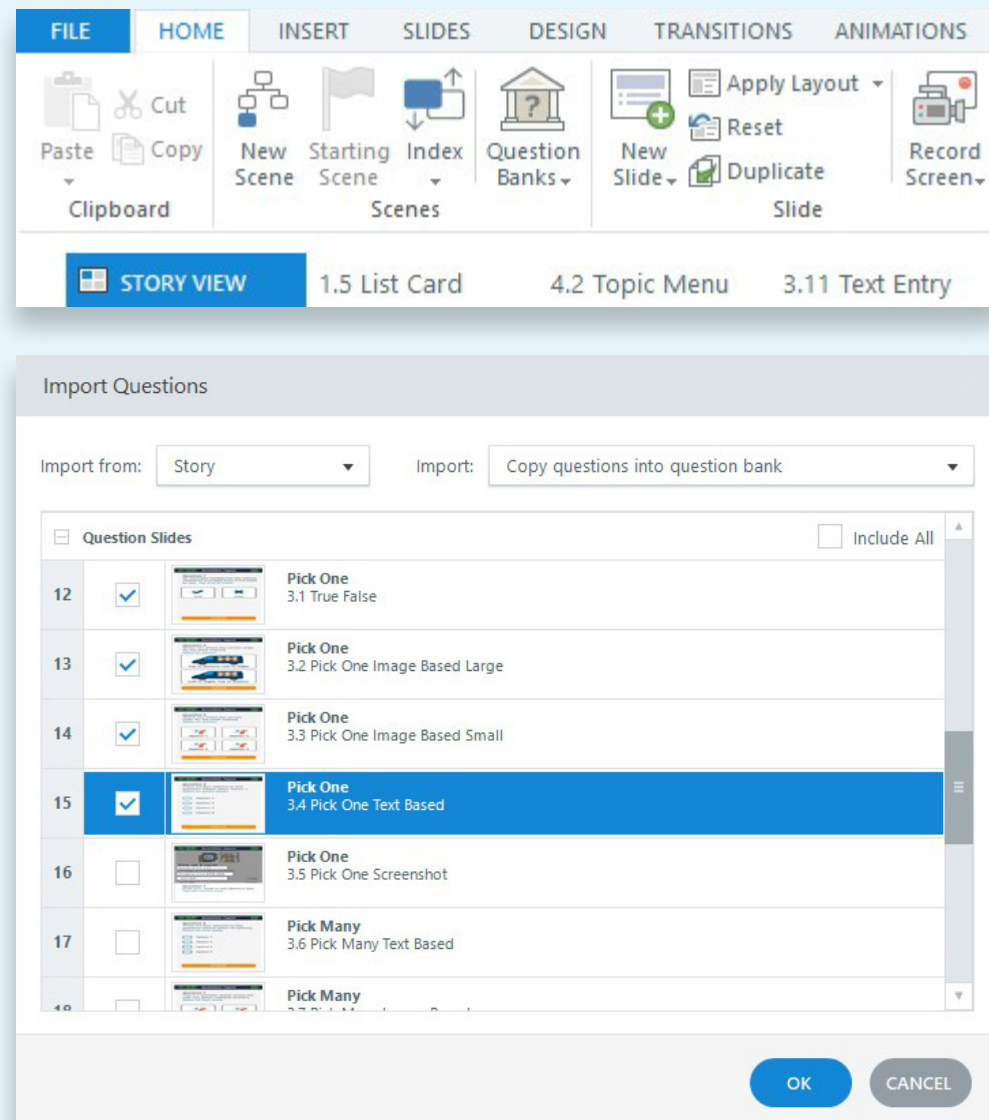 FILE HOME INSERT SLIDES DESIGN TRANSITIONS ANIMATIONS
Paste
Cut
Copy
Clipboard
New Scene
Starting Scene
Index
Scenes
Question Banks
New Slide
Apply Layout
Reset
Duplicate
Slide
Record Screen
STORY VIEW 1.5 List Card 4.2 Topic Menu 3.11 Text Entry
Import Questions
Import from: Story Import: Copy questions into question bank
Question Slides Include All
12 Pick One
3.1 True False
13 Pick One
3.2 Pick One Image Based Large
14 Pick One
3.3 Pick One Image Based Small
15 Pick One
3.4 Pick One Text Based
16 Pick One
3.5 Pick One Screenshot
17 Pick Many
3.6 Pick Many Text Based
Pick Many
OK CANCEL